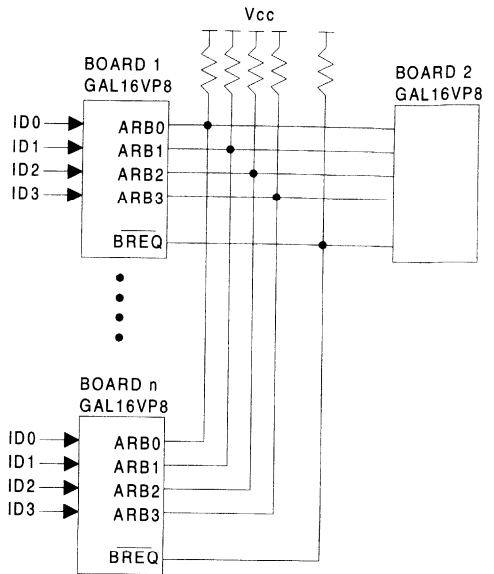 Vcc
BOARD 1
GAL16VP8
BOARD 2
GAL16VP8
ID0
ID1
ID2
ID3
ARB0
ARB1
ARB2
ARB3
BREQ
BOARD n
GAL16VP8
ID0
ID1
ID2
ID3
ARB0
ARB1
ARB2
ARB3
BREQ